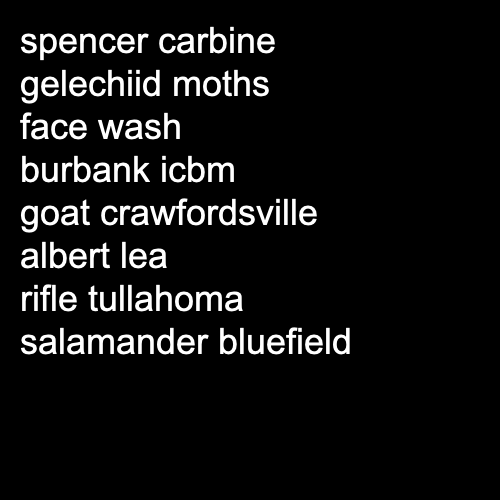 spencer carbine
gelechiid moths
face wash
burbank icbm
goat crawfordsville
albert lea
rifle tullahoma
salamander bluefield